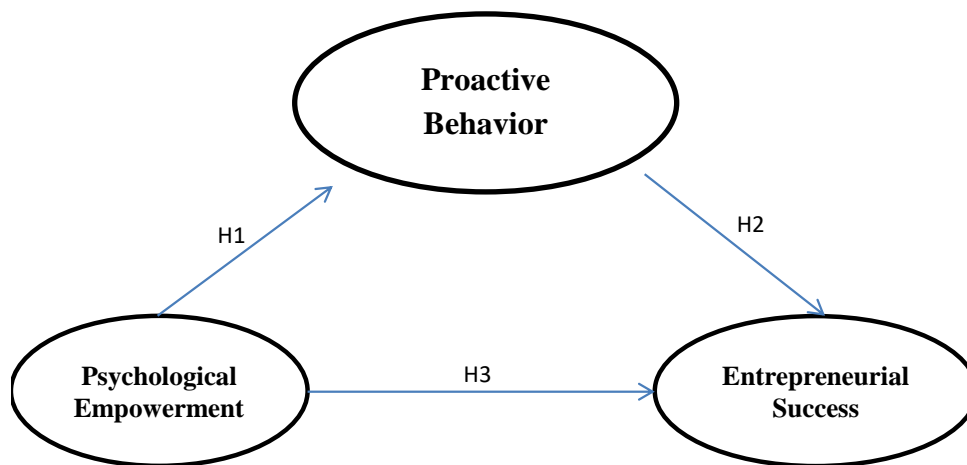 Proactive
Behavior
H1
H2
Psychological
Empowerment
H3
Entrepreneurial
Success